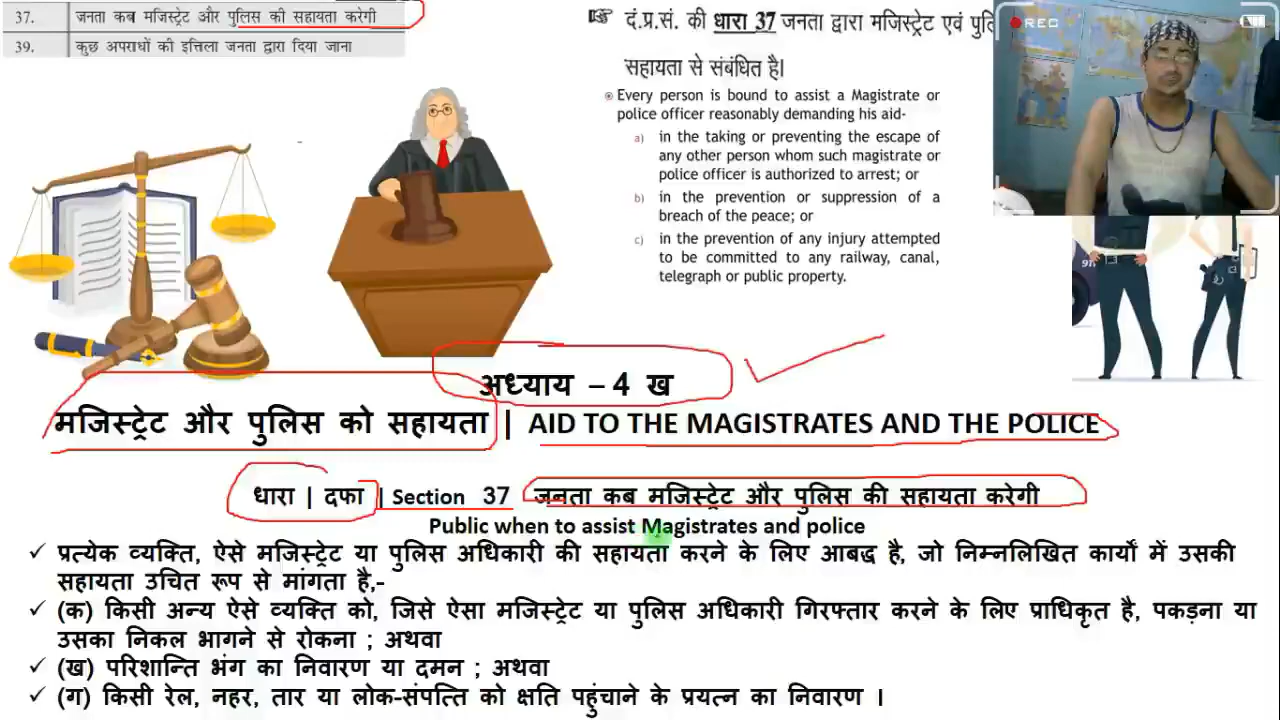 37. जनता कब मजिस्ट्रेट और पुलिस की सहायता करेगी
39. कुछ अपराधों की इत्तिला जनता द्वारा दिया जाना
दं.प्र.सं. की धारा 37 जनता द्वारा मजिस्ट्रेट एवं
सहायता से संबंधित है।
Every person is bound to assist a Magistrate or
police officer reasonably demanding his aid-
a) in the taking or preventing the escape of
any other person whom such magistrate or
police officer is authorized to arrest; or
b) in the prevention or suppression of a
breach of the peace; or
c) in the prevention of any injury attempted
to be committed to any railway, canal,
telegraph or public property.
REC
911
अध्याय – 4 ख
मजिस्ट्रेट और पुलिस को सहायता | AID TO THE MAGISTRATES AND THE POLICE
धारा | दफा | Section 37 जनता कब मजिस्ट्रेट और पुलिस की सहायता करेगी
Public when to assist Magistrates and police
✓ प्रत्येक व्यक्ति, ऐसे मजिस्ट्रेट या पुलिस अधिकारी की सहायता करने के लिए आबद्ध है, जो निम्नलिखित कार्यों में उसकी
सहायता उचित रूप से मांगता है,-
✓ (क) किसी अन्य ऐसे व्यक्ति को, जिसे ऐसा मजिस्ट्रेट या पुलिस अधिकारी गिरफ्तार करने के लिए प्राधिकृत है, पकड़ना या
उसका निकल भागने से रोकना ; अथवा
✓ (ख) परिशान्ति भंग का निवारण या दमन ; अथवा
✓ (ग) किसी रेल, नहर, तार या लोक-संपत्ति को क्षति पहुंचाने के प्रयत्न का निवारण ।